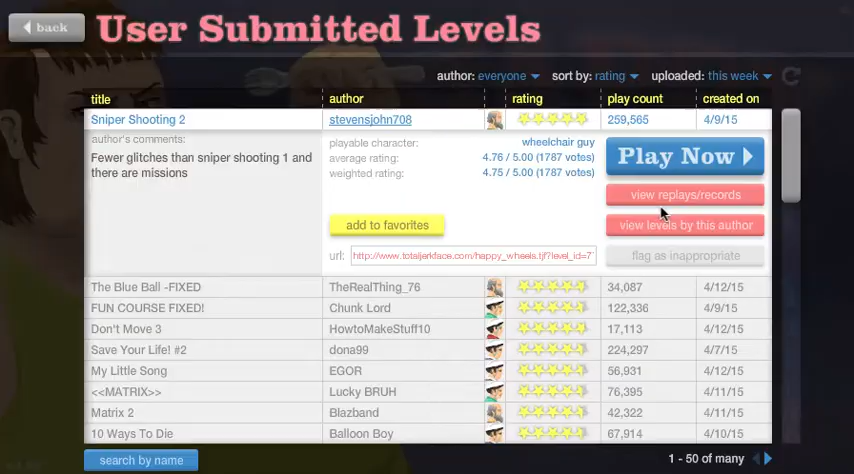 back
User Submitted Levels
author: everyone sort by: rating uploaded: this week
title author rating play count created on
Sniper Shooting 2 stevensjohn708 259,565 4/9/15
author's comments:
Fewer glitches than sniper shooting 1 and
there are missions
playable character: wheelchair guy
average rating: 4.76 / 5.00 (1787 votes)
weighted rating: 4.75 / 5.00 (1787 votes)
Play Now
view replays/records
add to favorites
view levels by this author
url: http://www.totaljerkface.com/happy_wheels.tjf?level_id=7
flag as inappropriate
The Blue Ball -FIXED TheRealThing_76 34,087 4/12/15
FUN COURSE FIXED! Chunk Lord 122,336 4/9/15
Don't Move 3 HowtoMakeStuff10 17,113 4/12/15
Save Your Life! #2 dona99 224,297 4/7/15
My Little Song EGOR 56,931 4/12/15
<<MATRIX>> Lucky BRUH 76,395 4/11/15
Matrix 2 Blazband 42,322 4/11/15
10 Ways To Die Balloon Boy 67,914 4/10/15
search by name
1 - 50 of many